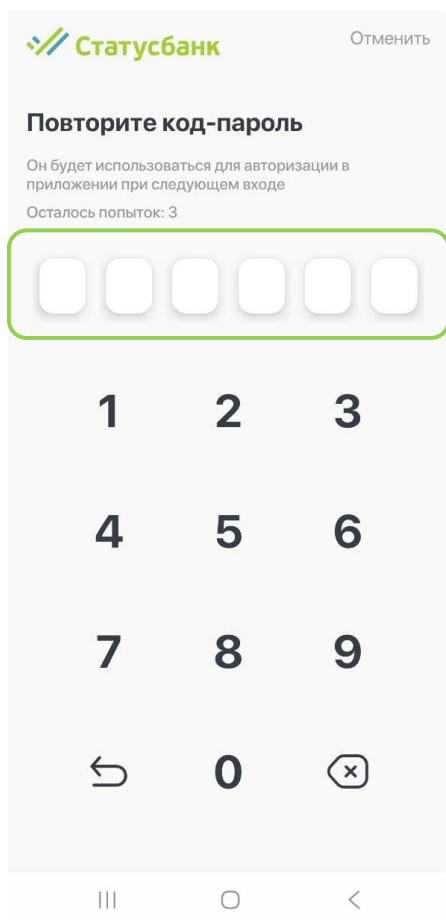 Статусбанк
Отменить
Повторите код-пароль
Он будет использоваться для авторизации в
приложении при следующем входе
Осталось попыток: 3
1 2 3
4 5 6
7 8 9
0